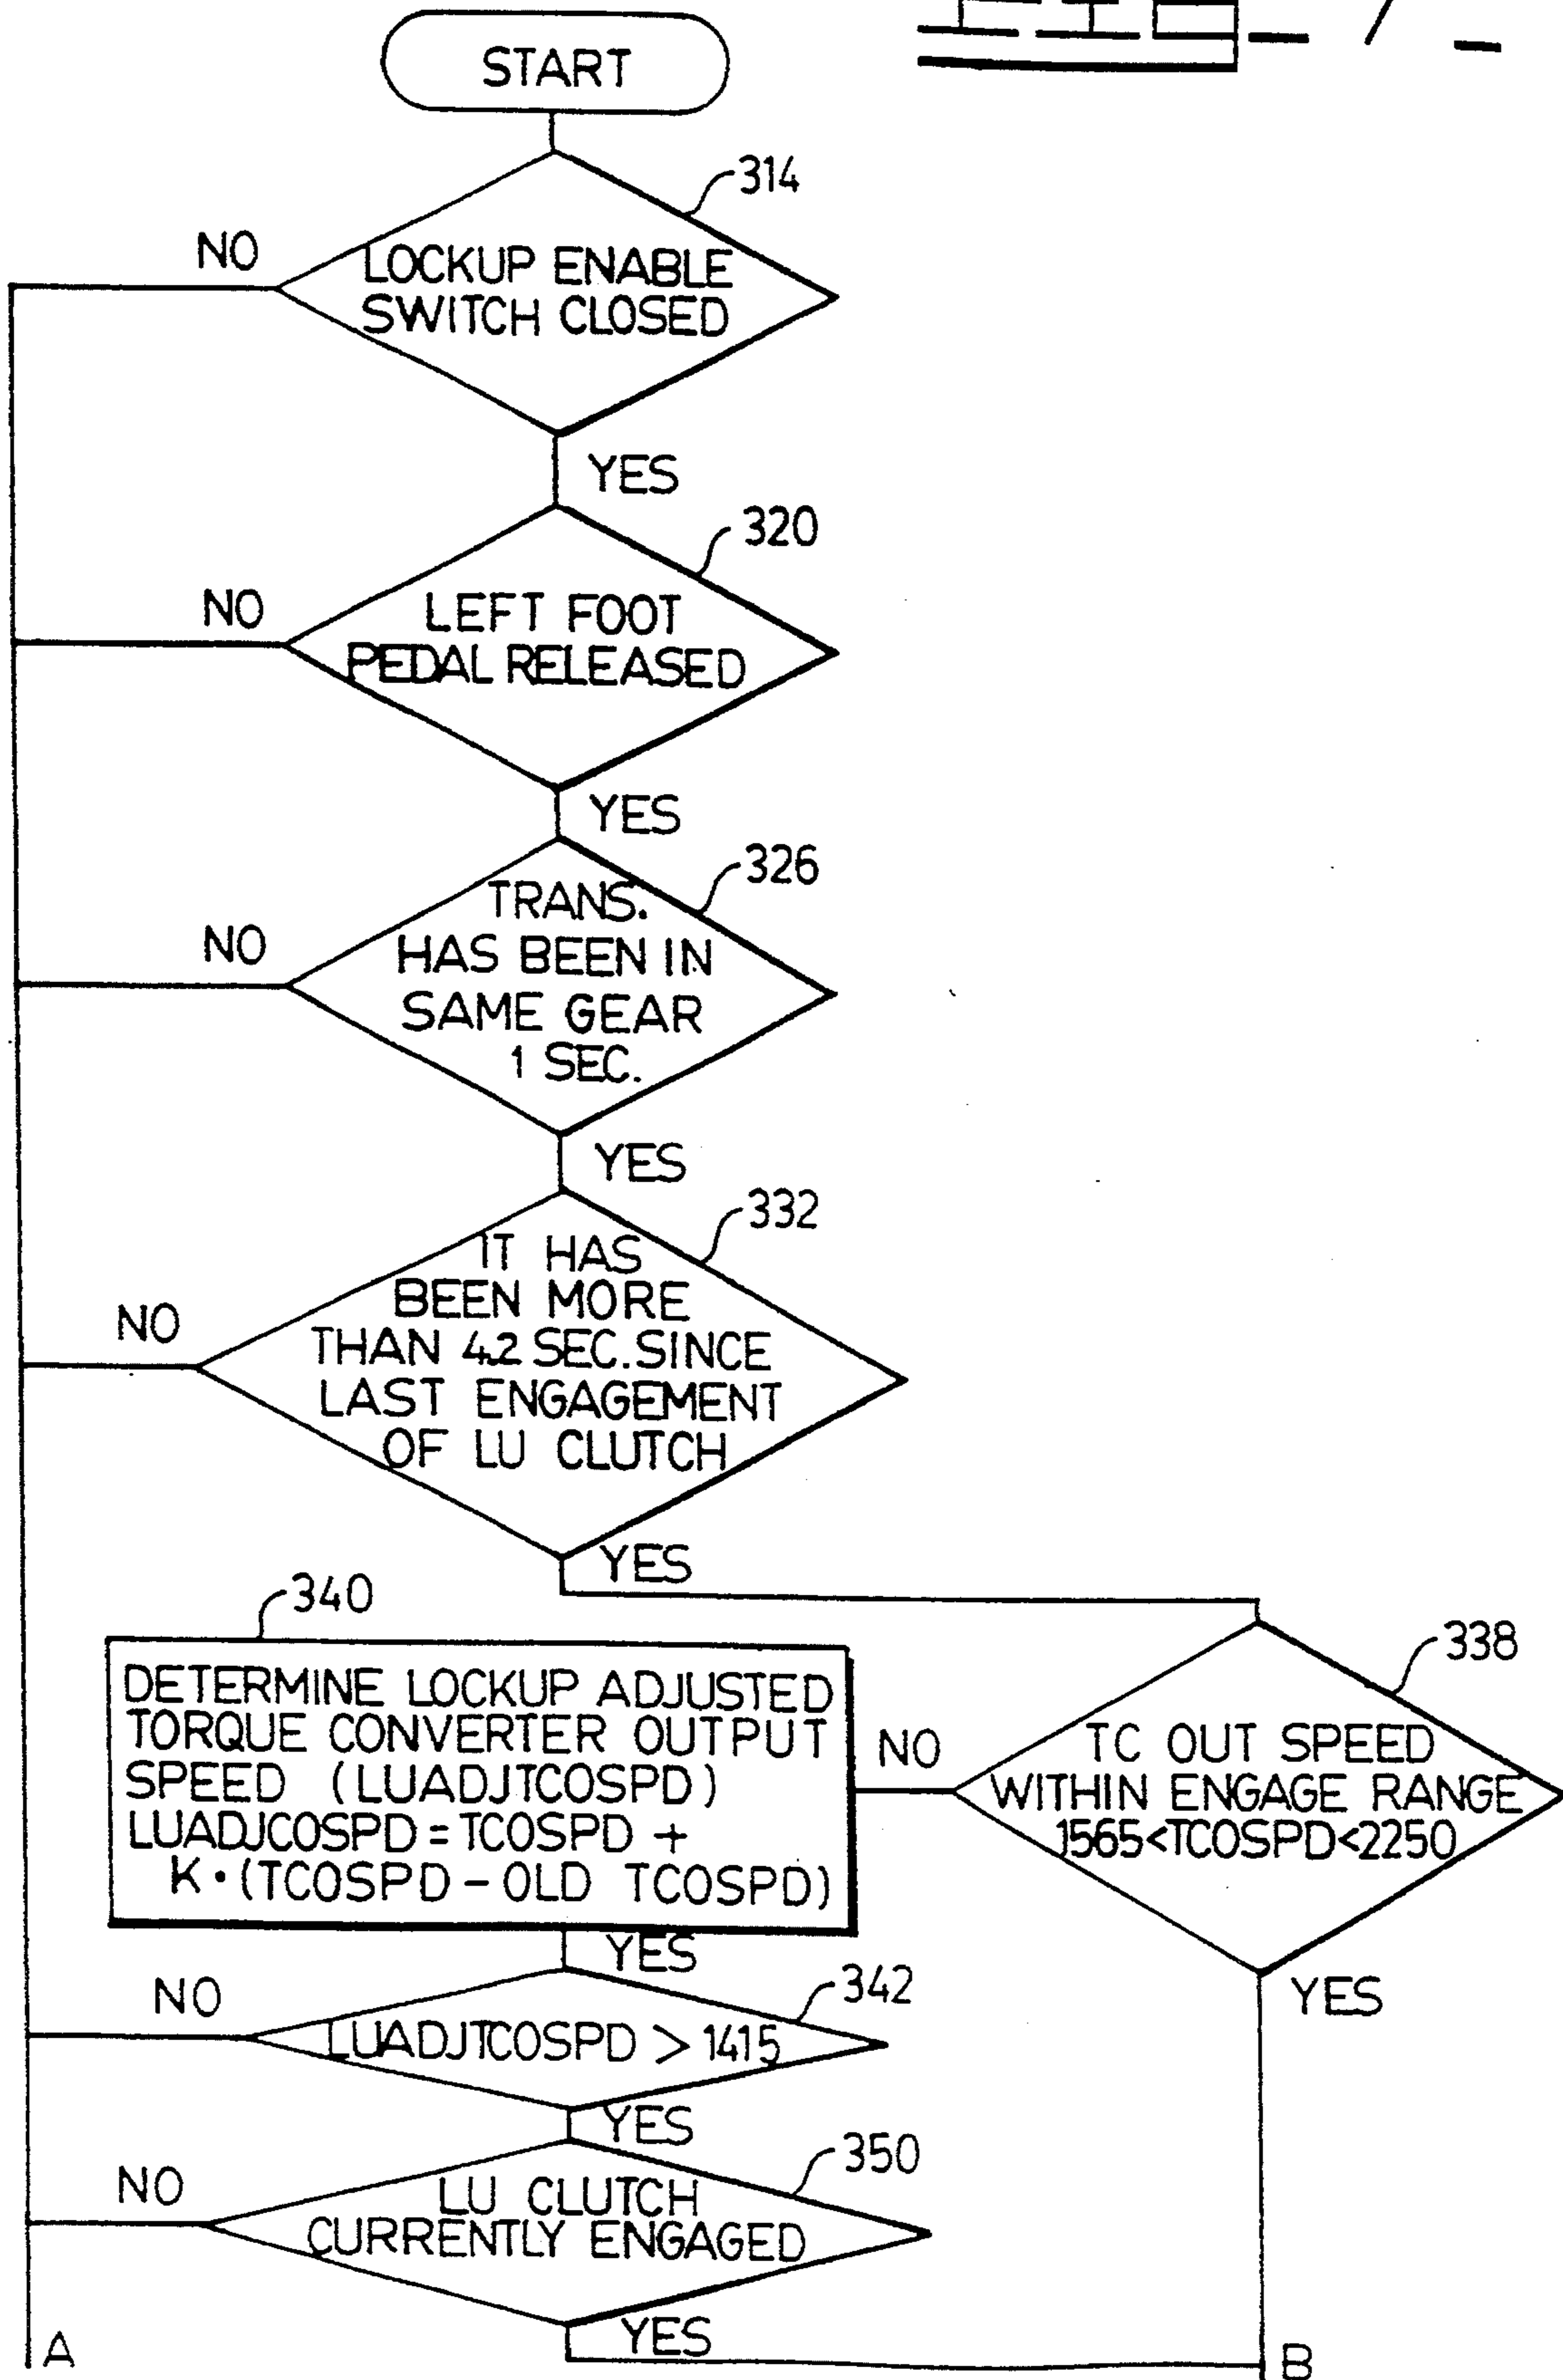 START
314
NO
LOCKUP ENABLE
SWITCH CLOSED
YES
320
NO
LEFT FOOT
PEDAL RELEASED
YES
326
NO
TRANS.
HAS BEEN IN
SAME GEAR
1 SEC.
YES
332
NO
IT HAS
BEEN MORE
THAN 4.2 SEC. SINCE
LAST ENGAGEMENT
OF LU CLUTCH
YES
340
DETERMINE LOCKUP ADJUSTED
TORQUE CONVERTER OUTPUT
SPEED (LUADJTCOSPD)
LUADJCOSPD = TCOSPD +
K • (TCOSPD - OLD TCOSPD)
338
NO
TC OUT SPEED
WITHIN ENGAGE RANGE
1565<TCOSPD<2250
YES
YES
342
NO
LUADJTCOSPD > 1415
YES
350
NO
LU CLUTCH
CURRENTLY ENGAGED
YES
A
B